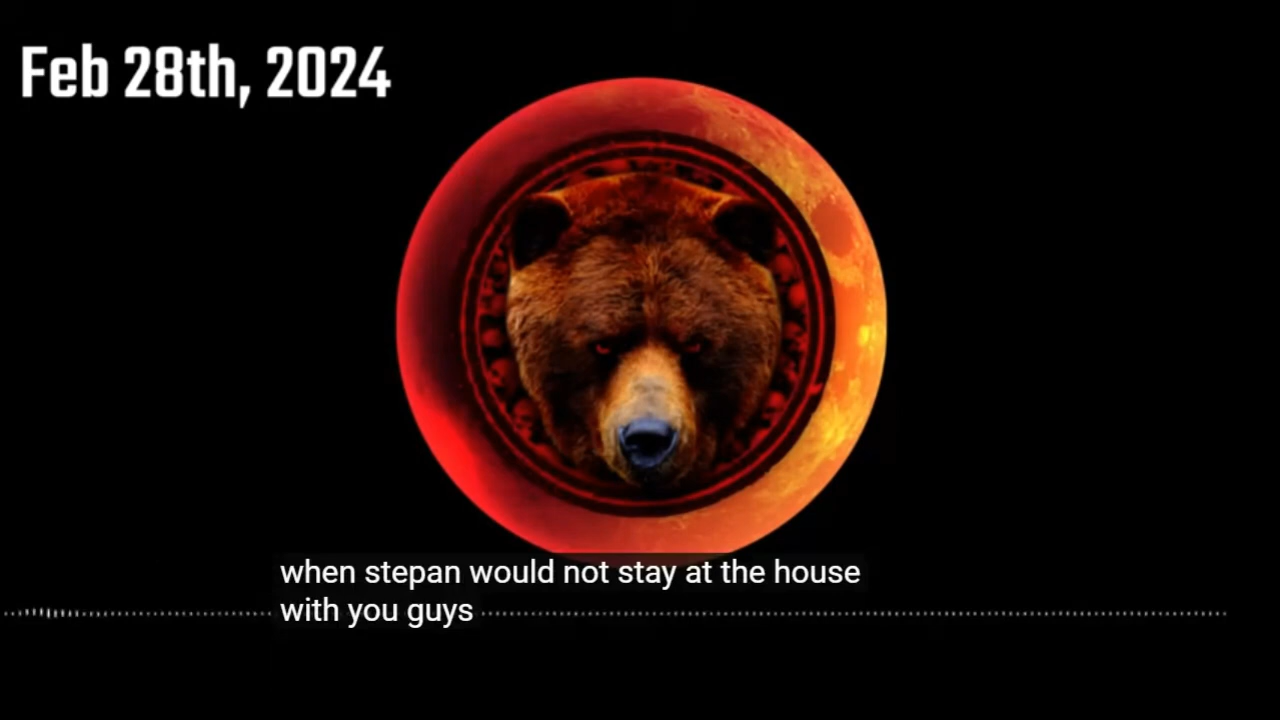 Feb 28th, 2024
when stepan would not stay at the house
with you guys